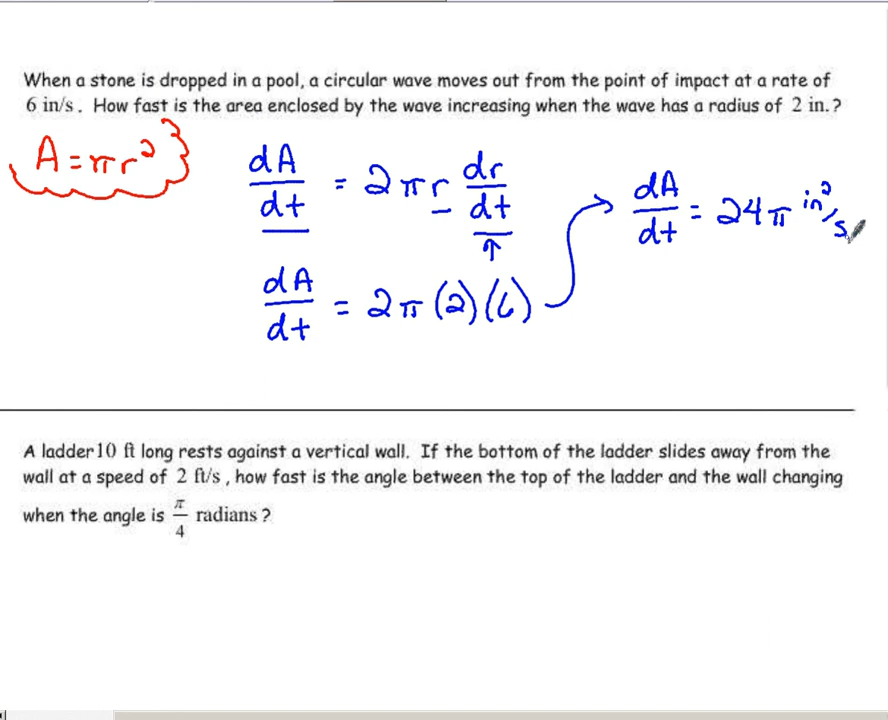 When a stone is dropped in a pool, a circular wave moves out from the point of impact at a rate of
6 in/s. How fast is the area enclosed by the wave increasing when the wave has a radius of 2 in.?
A = πr²
dA/dt = 2πr dr/dt
dA/dt = 2π(2)(6)
dA/dt = 24π in²/s
A ladder 10 ft long rests against a vertical wall. If the bottom of the ladder slides away from the
wall at a speed of 2 ft/s, how fast is the angle between the top of the ladder and the wall changing
when the angle is π/4 radians?